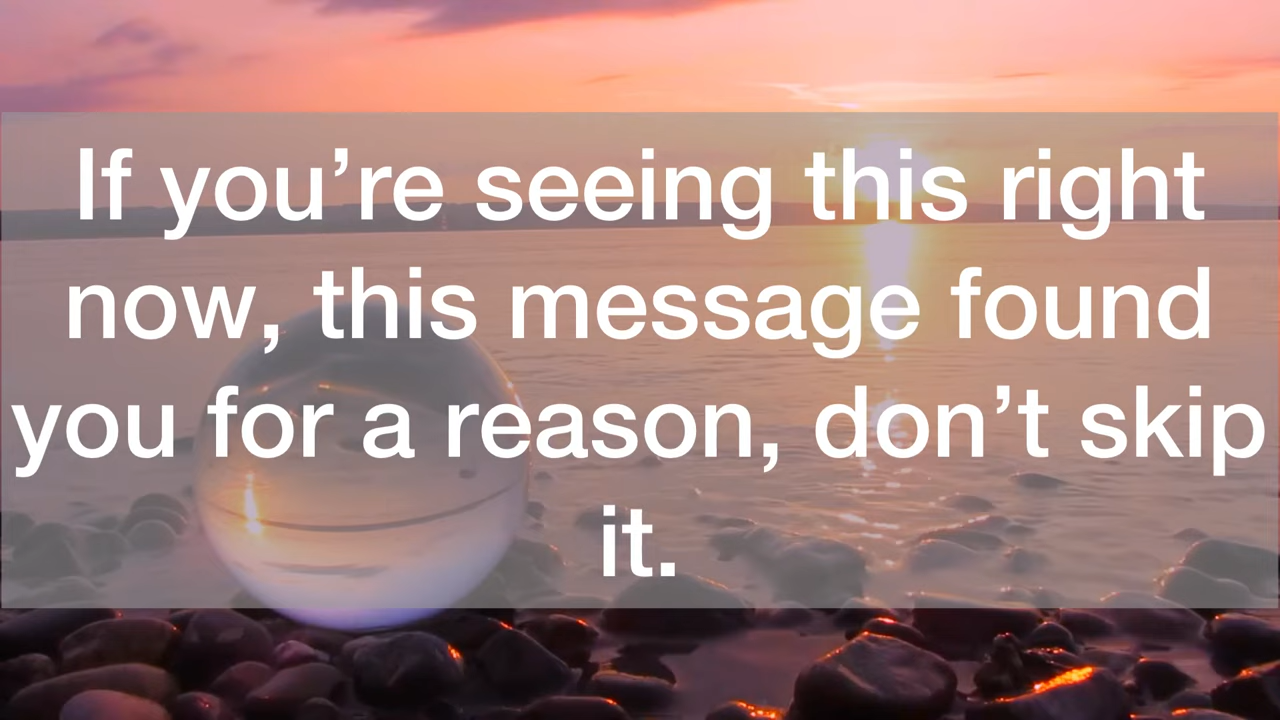 If you’re seeing this right
now, this message found
you for a reason, don’t skip
it.